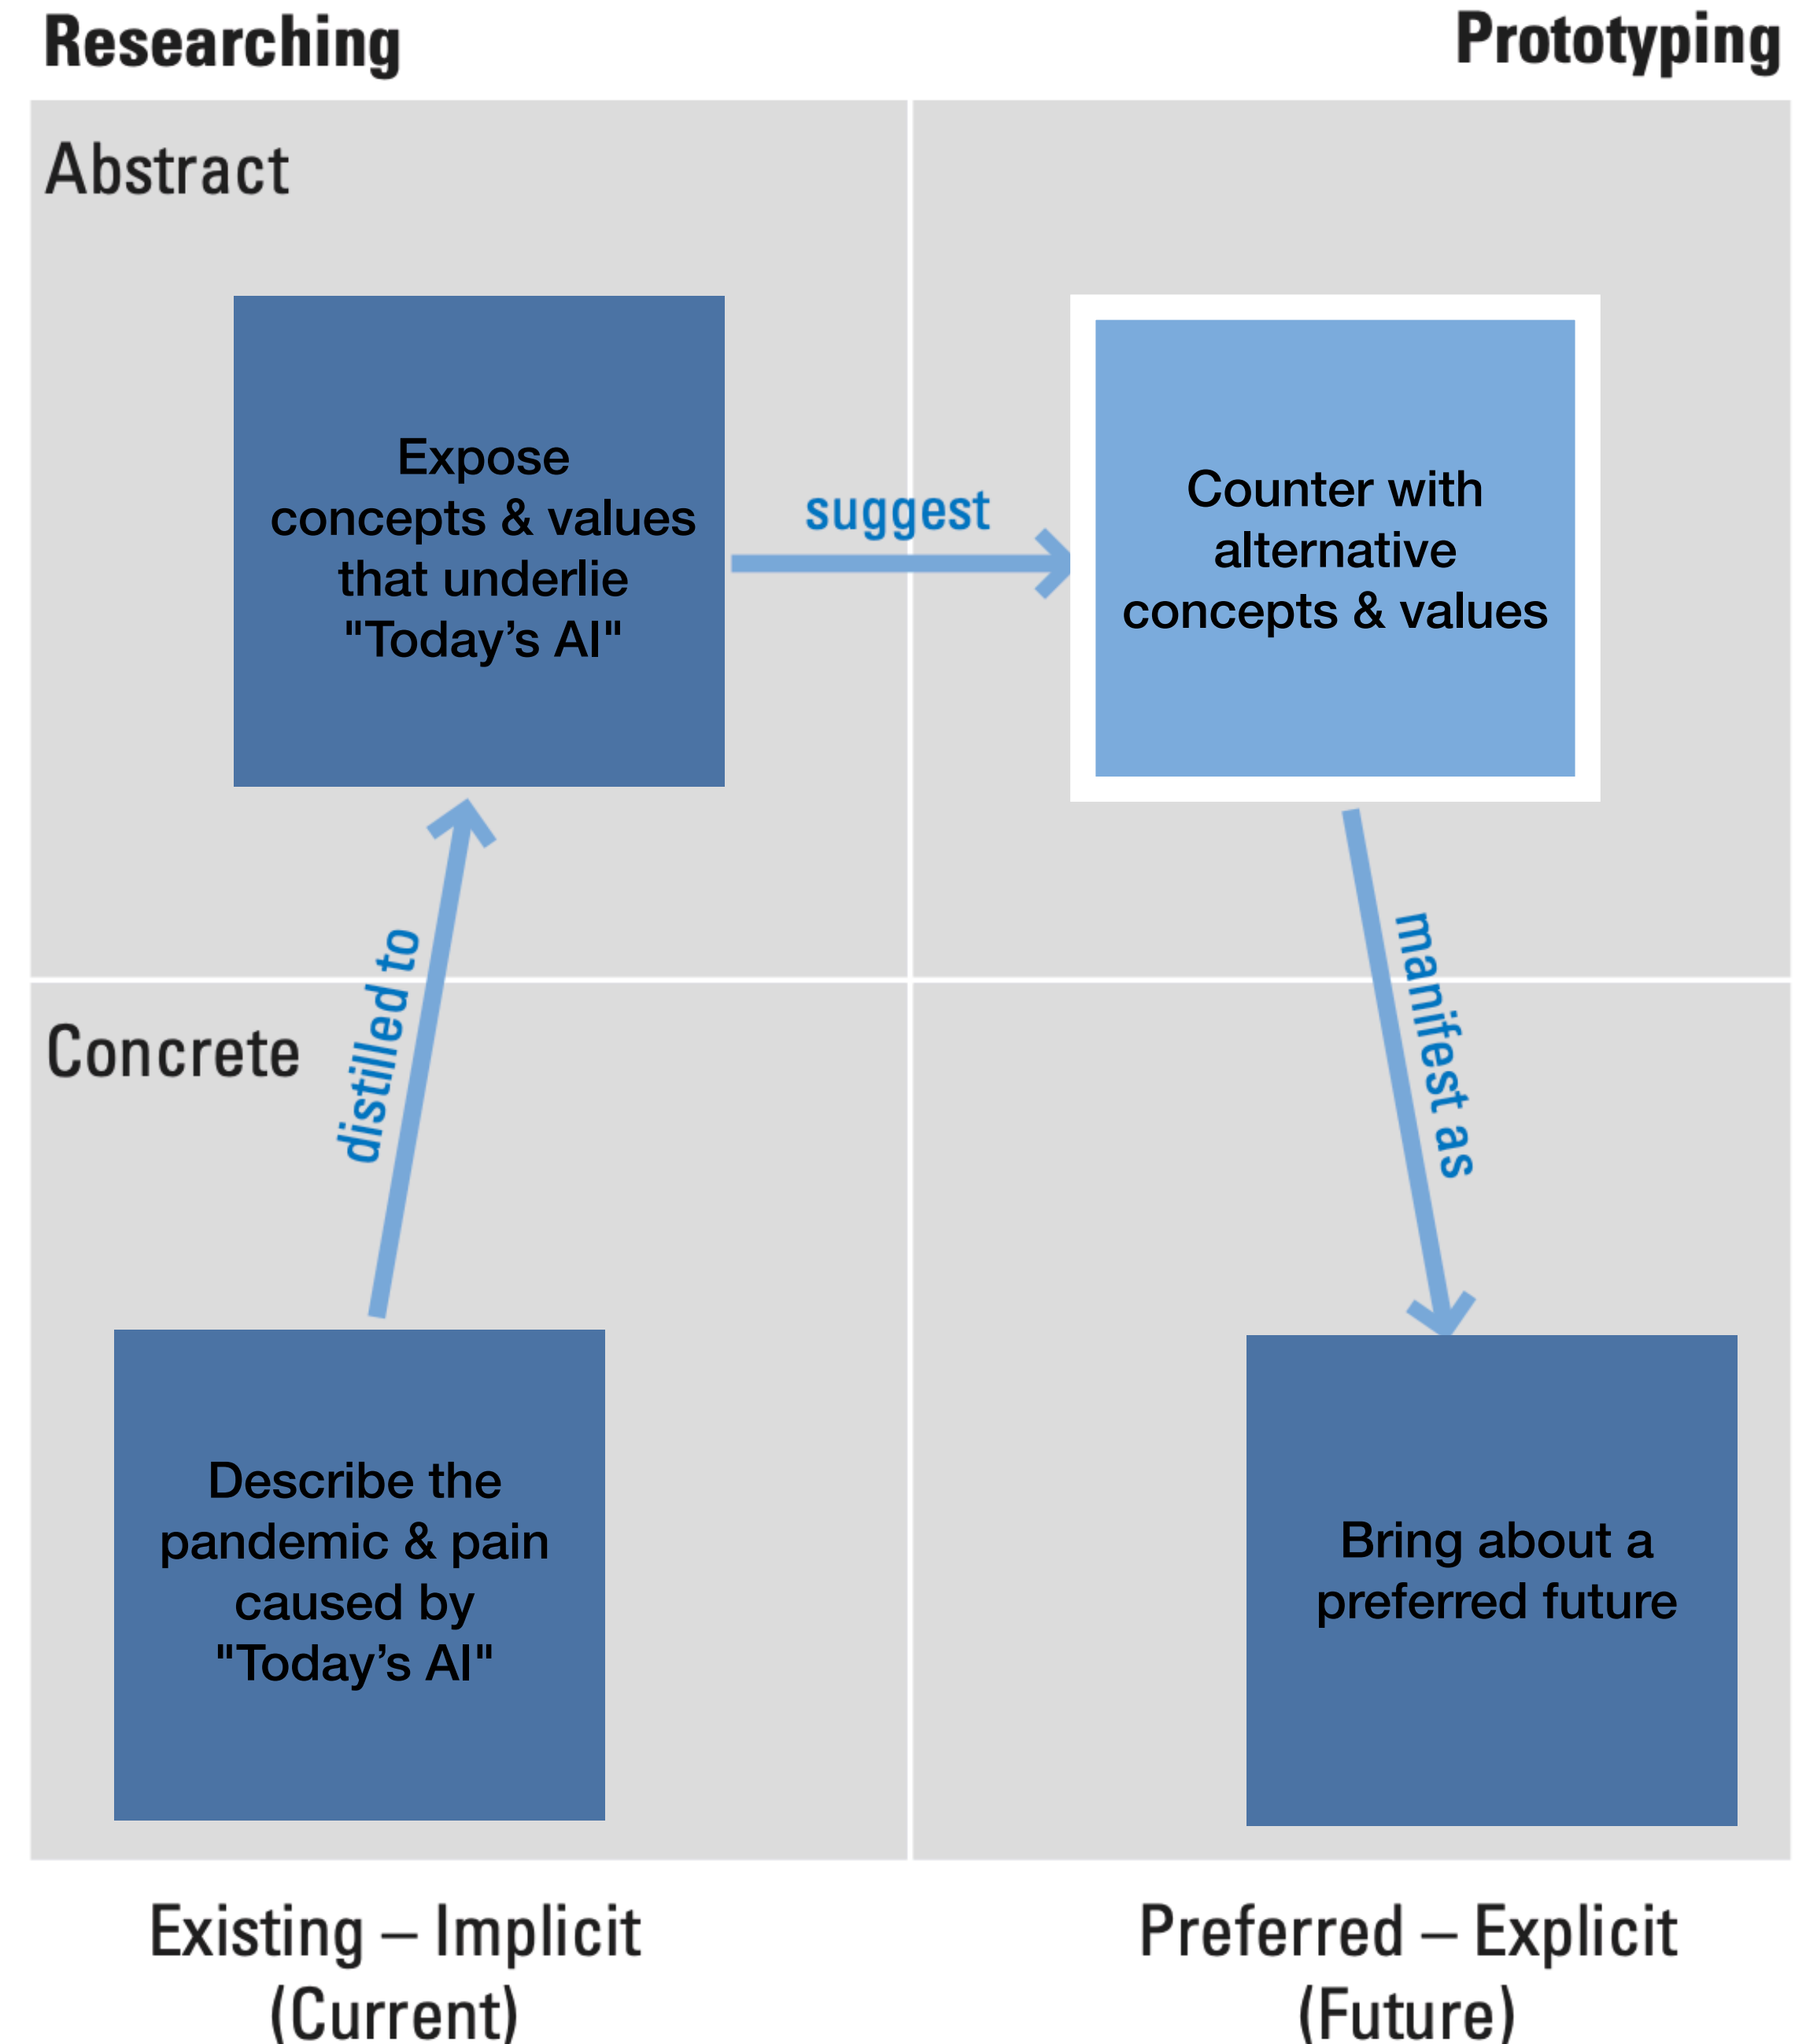 Researching
Prototyping
Abstract
Expose
concepts & values
that underlie
"Today’s AI"
suggest
Counter with
alternative
concepts & values
distilled to
manifest as
Concrete
Describe the
pandemic & pain
caused by
"Today’s AI"
Bring about a
preferred future
Existing – Implicit
(Current)
Preferred – Explicit
(Future)